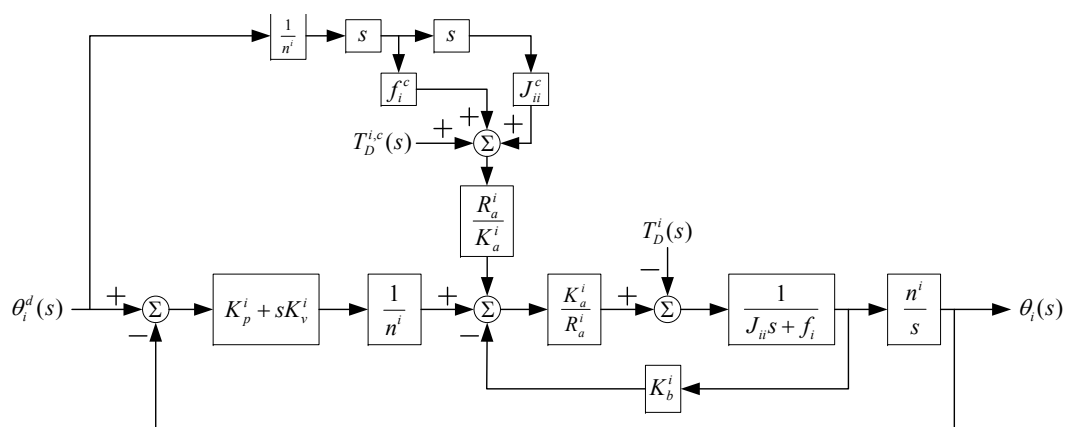 1/n^i s s
f_i^c J_ii^c
+ + +
T_D^{i,c}(s) Σ
R_a^i/K_a^i
T_D^i(s)
−
θ_i^d(s) + Σ K_p^i + sK_v^i 1/n^i + Σ K_a^i/R_a^i + Σ 1/(J_ii s + f_i) n^i/s θ_i(s)
− −
K_b^i